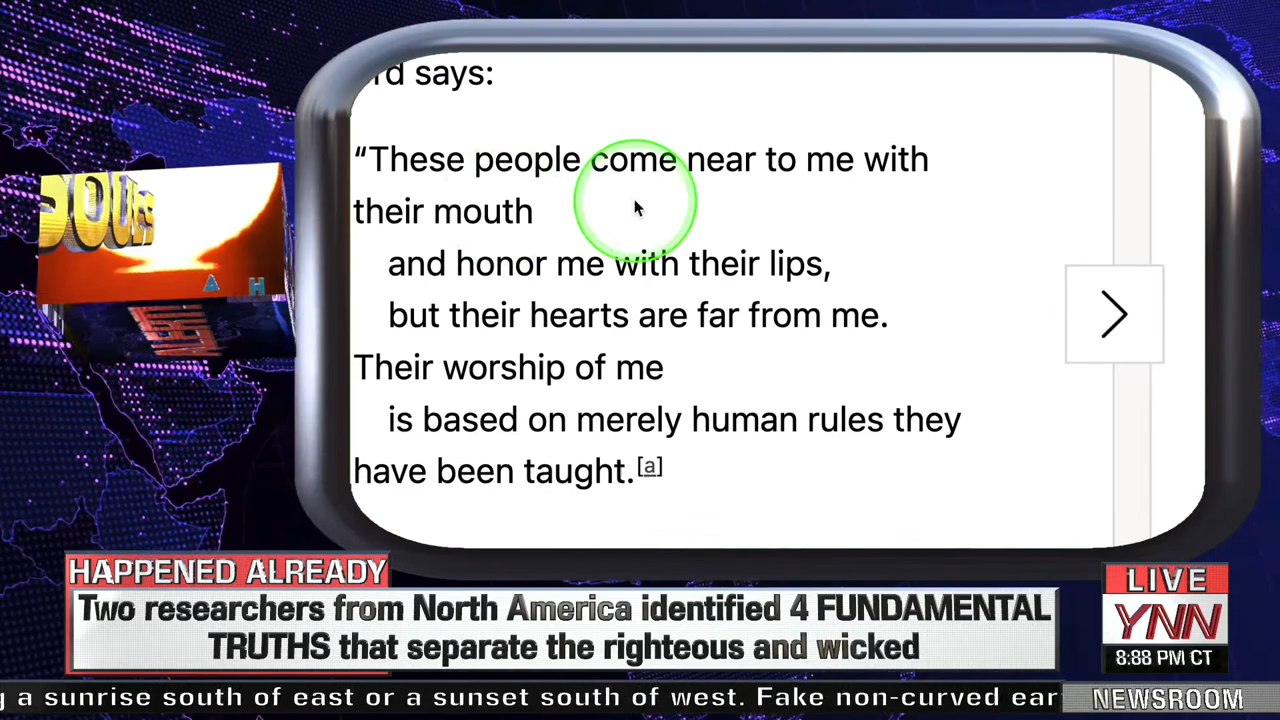 rd says:
“These people come near to me with
their mouth
and honor me with their lips,
but their hearts are far from me.
Their worship of me
is based on merely human rules they
have been taught.[a]
A H
HAPPENED ALREADY
Two researchers from North America identified 4 FUNDAMENTAL
TRUTHS that separate the righteous and wicked
LIVE
YNN
8:88 PM CT
g a sunrise south of east or a sunset south of west. Fake non-curved ear
NEWSROOM